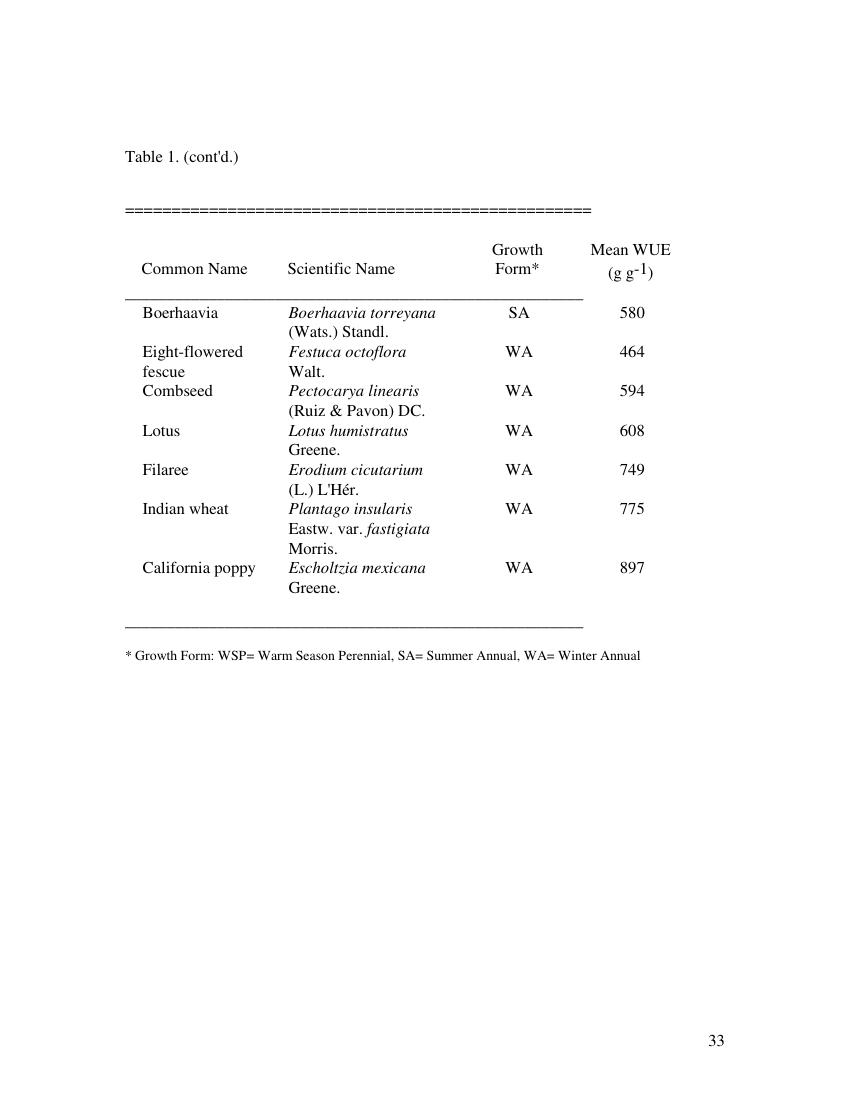 Table 1. (cont'd.)
==================================================
Growth Mean WUE
Common Name Scientific Name Form* (g g-1)
Boerhaavia Boerhaavia torreyana SA 580
(Wats.) Standl.
Eight-flowered Festuca octoflora WA 464
fescue Walt.
Combseed Pectocarya linearis WA 594
(Ruiz & Pavon) DC.
Lotus Lotus humistratus WA 608
Greene.
Filaree Erodium cicutarium WA 749
(L.) L'Hér.
Indian wheat Plantago insularis WA 775
Eastw. var. fastigiata
Morris.
California poppy Escholtzia mexicana WA 897
Greene.
* Growth Form: WSP= Warm Season Perennial, SA= Summer Annual, WA= Winter Annual
33